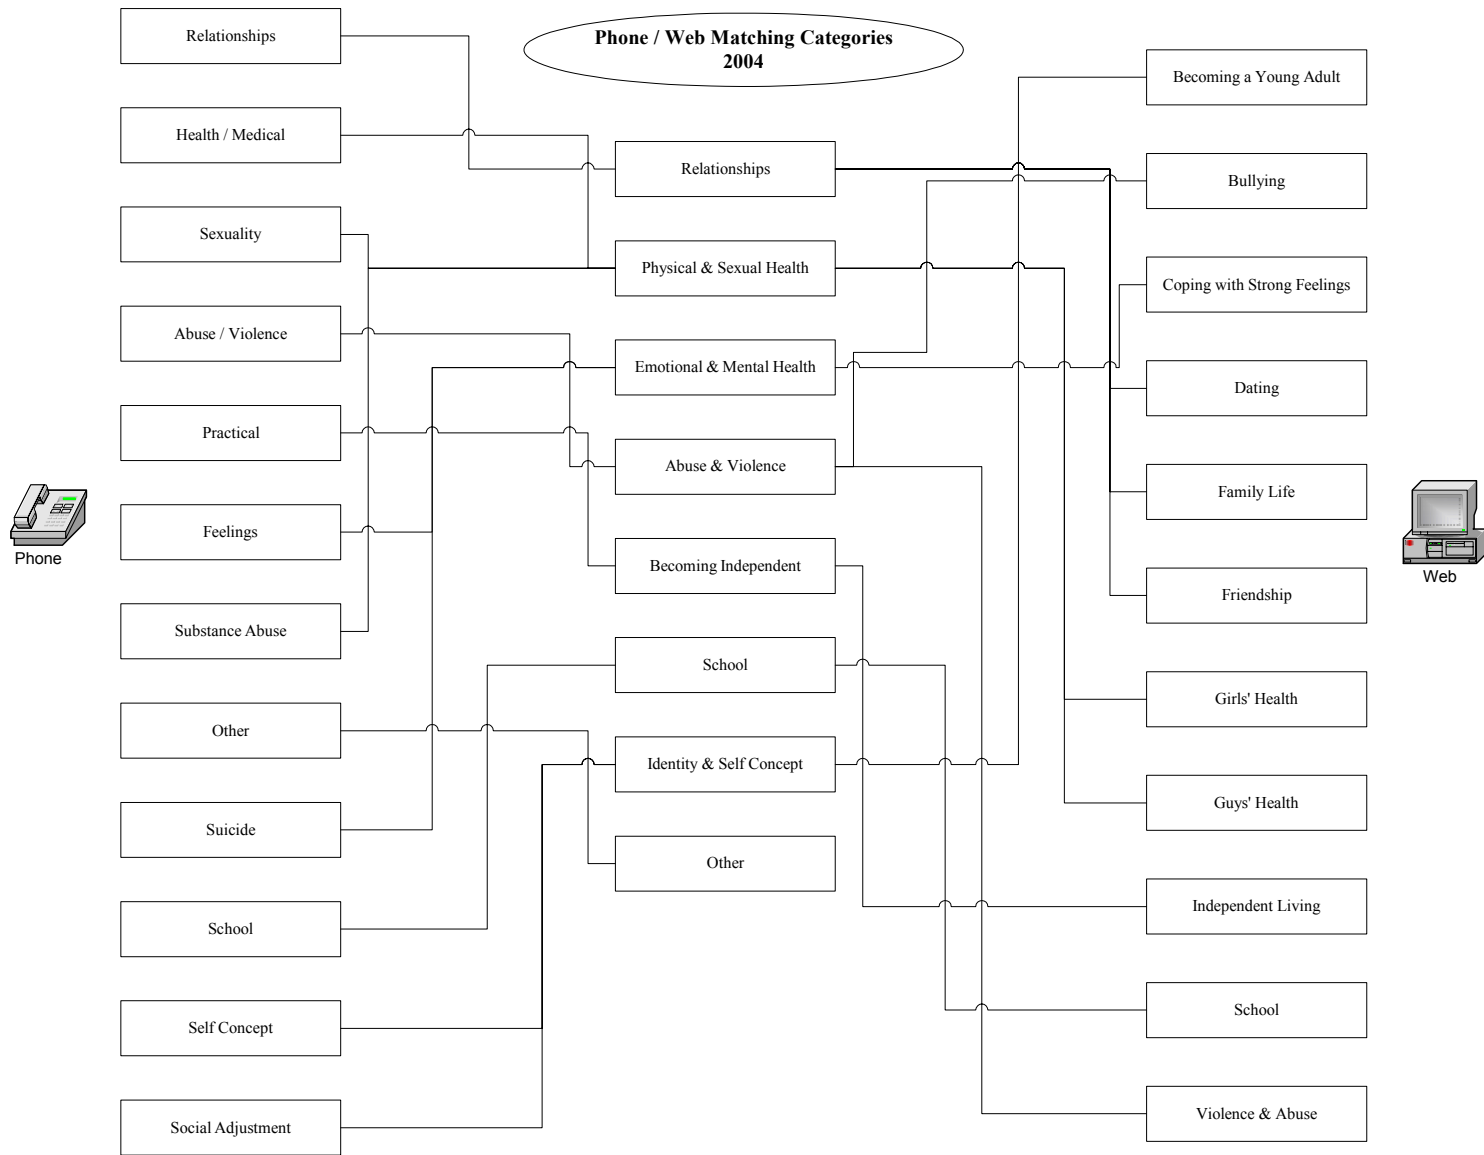 Phone / Web Matching Categories
2004
Relationships
Health / Medical
Sexuality
Abuse / Violence
Practical
Feelings
Substance Abuse
Other
Suicide
School
Self Concept
Social Adjustment
Phone
Relationships
Physical & Sexual Health
Emotional & Mental Health
Abuse & Violence
Becoming Independent
School
Identity & Self Concept
Other
Becoming a Young Adult
Bullying
Coping with Strong Feelings
Dating
Family Life
Friendship
Girls' Health
Guys' Health
Independent Living
School
Violence & Abuse
Web